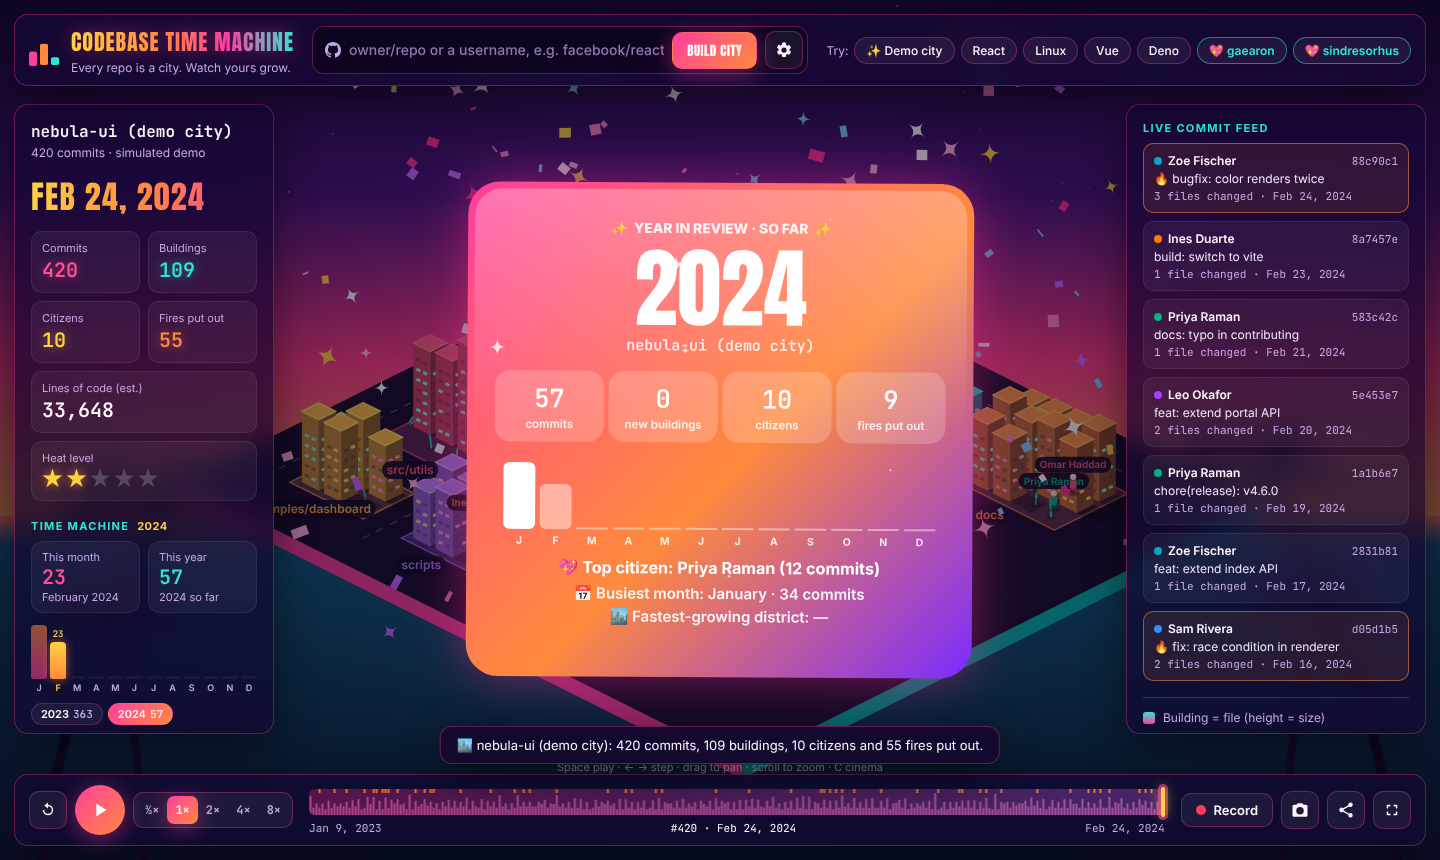 CODEBASE TIME MACHINE
Every repo is a city. Watch yours grow.
owner/repo or a username, e.g. facebook/react
BUILD CITY
Try:
✨ Demo city
React
Linux
Vue
Deno
💖 gaearon
💖 sindresorhus
nebula-ui (demo city)
420 commits · simulated demo
FEB 24, 2024
Commits
420
Buildings
109
Citizens
10
Fires put out
55
Lines of code (est.)
33,648
Heat level
★★★★★
TIME MACHINE 2024
This month
23
February 2024
This year
57
2024 so far
23
J F M A M J J A S O N D
2023 363
2024 57
src/utils
mples/dashboard
scripts
Ine
✨ YEAR IN REVIEW · SO FAR ✨
2024
nebula-ui (demo city)
57
commits
0
new buildings
10
citizens
9
fires put out
J F M A M J J A S O N D
💖 Top citizen: Priya Raman (12 commits)
📅 Busiest month: January · 34 commits
🏙️ Fastest-growing district: —
Omar Haddad
Priya Raman
docs
LIVE COMMIT FEED
Zoe Fischer 88c90c1
🔥 bugfix: color renders twice
3 files changed · Feb 24, 2024
Ines Duarte 8a7457e
build: switch to vite
1 file changed · Feb 23, 2024
Priya Raman 583c42c
docs: typo in contributing
1 file changed · Feb 21, 2024
Leo Okafor 5e453e7
feat: extend portal API
2 files changed · Feb 20, 2024
Priya Raman 1a1b6e7
chore(release): v4.6.0
1 file changed · Feb 19, 2024
Zoe Fischer 2831b81
feat: extend index API
1 file changed · Feb 17, 2024
Sam Rivera d05d1b5
🔥 fix: race condition in renderer
2 files changed · Feb 16, 2024
Building = file (height = size)
🏙️ nebula-ui (demo city): 420 commits, 109 buildings, 10 citizens and 55 fires put out.
Space play · ← → step · drag to pan · scroll to zoom · C cinema
½× 1× 2× 4× 8×
Jan 9, 2023
#420 · Feb 24, 2024
Feb 24, 2024
Record